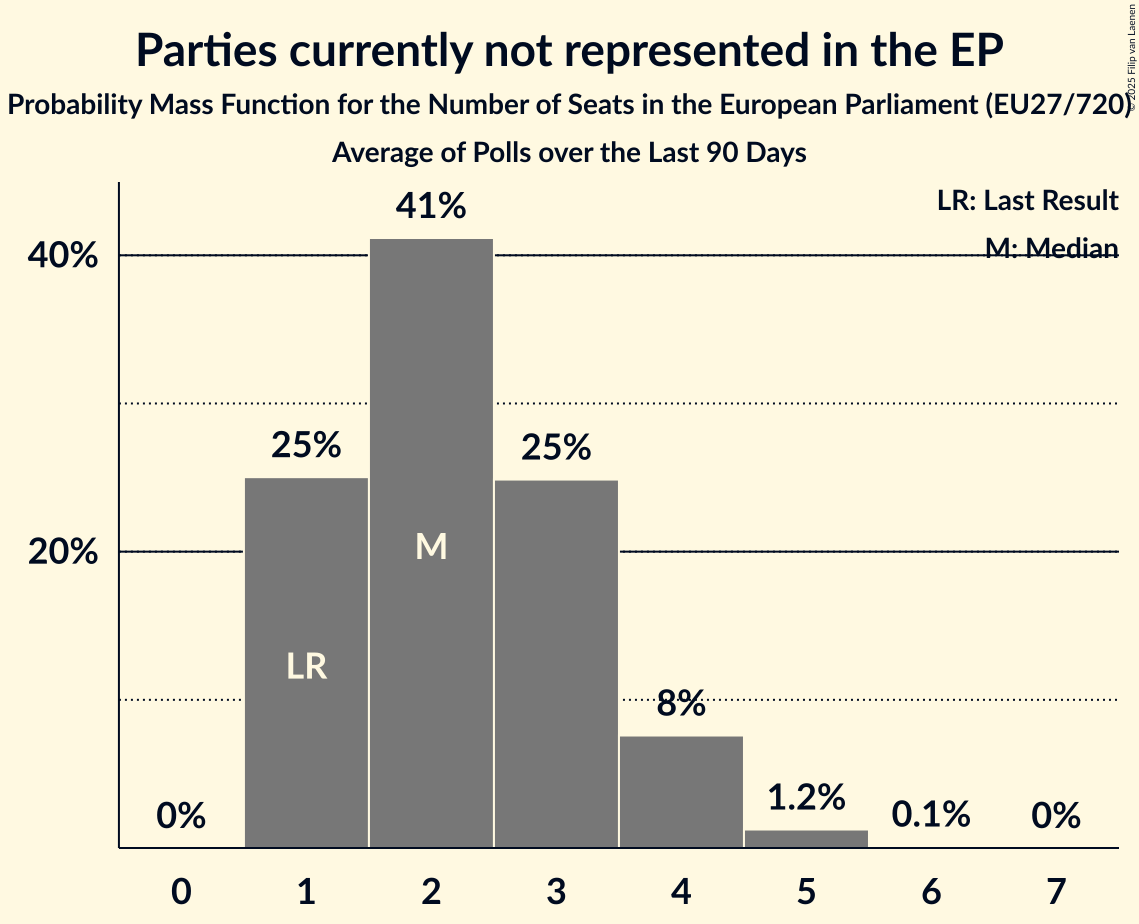 Parties currently not represented in the EP
Probability Mass Function for the Number of Seats in the European Parliament (EU27/720)
Average of Polls over the Last 90 Days
© 2025 Filip van Laenen
LR: Last Result
M: Median
40%
20%
0%
25%
41%
25%
8%
1.2%
0.1%
0%
LR
M
0 1 2 3 4 5 6 7